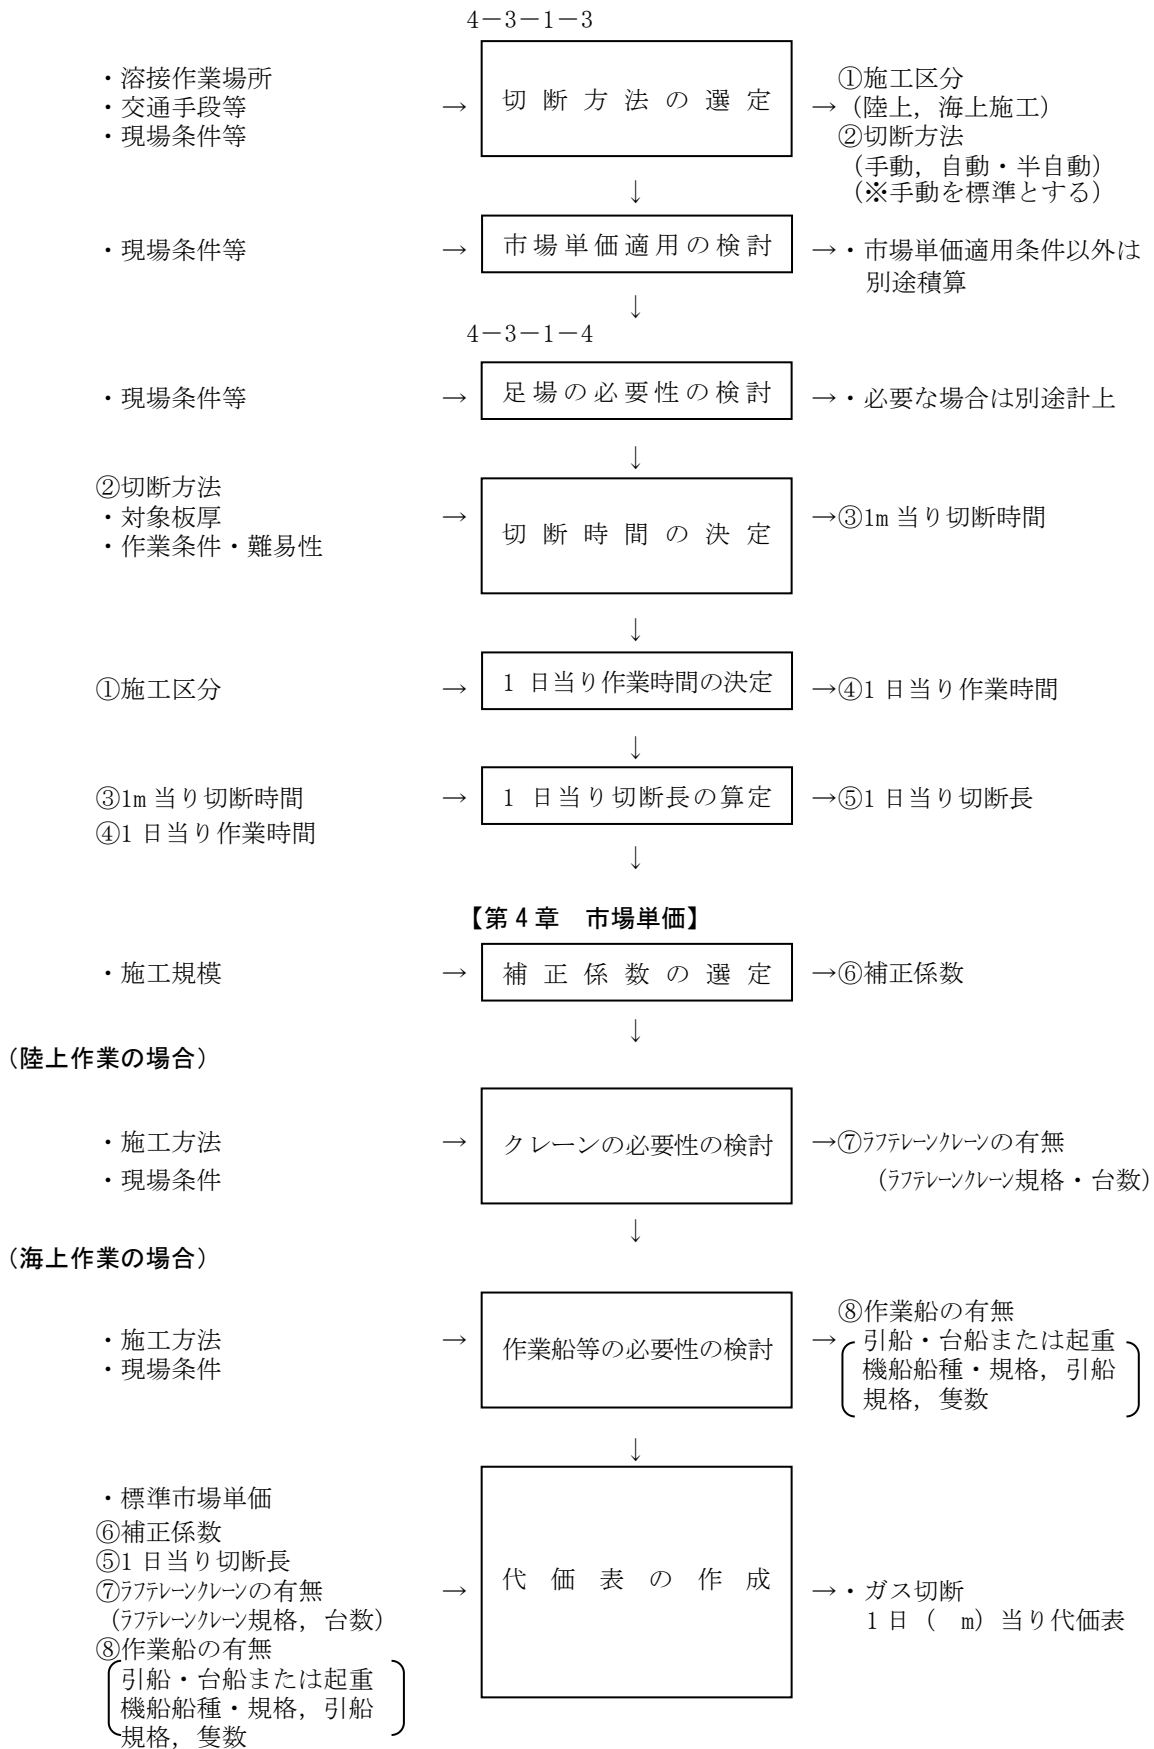 4－3－1－3
・溶接作業場所
・交通手段等
・現場条件等
→
切断方法の選定
→
①施工区分
（陸上，海上施工）
②切断方法
（手動，自動・半自動）
（※手動を標準とする）
↓
・現場条件等
→
市場単価適用の検討
→・市場単価適用条件以外は
別途積算
↓
4－3－1－4
・現場条件等
→
足場の必要性の検討
→・必要な場合は別途計上
↓
②切断方法
・対象板厚
・作業条件・難易性
→
切断時間の決定
→③1m 当り切断時間
↓
①施工区分
→
1 日当り作業時間の決定
→④1 日当り作業時間
↓
③1m 当り切断時間
④1 日当り作業時間
→
1 日当り切断長の算定
→⑤1 日当り切断長
↓
【第 4 章　市場単価】
・施工規模
→
補正係数の選定
→⑥補正係数
↓
（陸上作業の場合）
・施工方法
・現場条件
→
クレーンの必要性の検討
→⑦ﾗﾌﾃﾚｰﾝｸﾚｰﾝの有無
（ﾗﾌﾃﾚｰﾝｸﾚｰﾝ規格・台数）
↓
（海上作業の場合）
・施工方法
・現場条件
→
作業船等の必要性の検討
→
⑧作業船の有無
引船・台船または起重
機船船種・規格，引船
規格，隻数
↓
・標準市場単価
⑥補正係数
⑤1 日当り切断長
⑦ﾗﾌﾃﾚｰﾝｸﾚｰﾝの有無
（ﾗﾌﾃﾚｰﾝｸﾚｰﾝ規格，台数）
⑧作業船の有無
引船・台船または起重
機船船種・規格，引船
規格，隻数
→
代価表の作成
→・ガス切断
1 日（　m）当り代価表